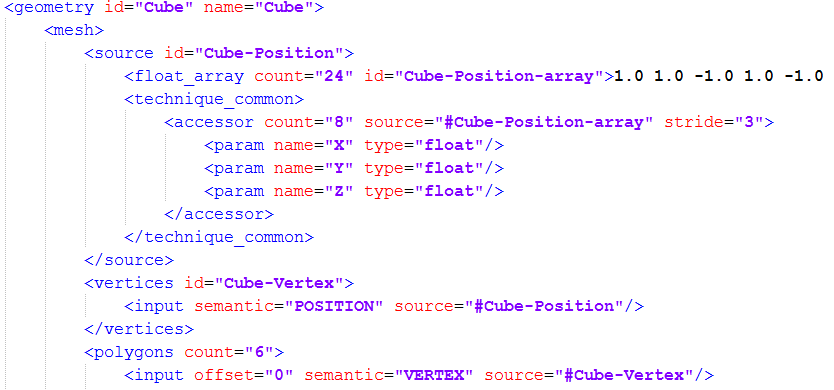 <geometry id="Cube" name="Cube">
<mesh>
<source id="Cube-Position">
<float_array count="24" id="Cube-Position-array">1.0 1.0 -1.0 1.0 -1.0
<technique_common>
<accessor count="8" source="#Cube-Position-array" stride="3">
<param name="X" type="float"/>
<param name="Y" type="float"/>
<param name="Z" type="float"/>
</accessor>
</technique_common>
</source>
<vertices id="Cube-Vertex">
<input semantic="POSITION" source="#Cube-Position"/>
</vertices>
<polygons count="6">
<input offset="0" semantic="VERTEX" source="#Cube-Vertex"/>